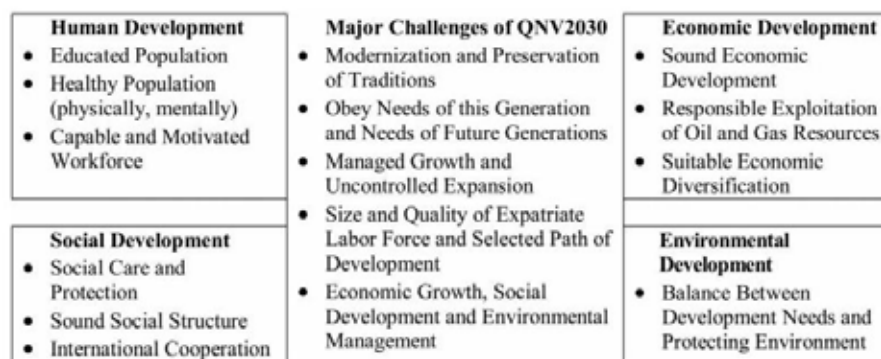 Human Development
• Educated Population
• Healthy Population
(physically, mentally)
• Capable and Motivated
Workforce
Social Development
• Social Care and
Protection
• Sound Social Structure
• International Cooperation
Major Challenges of QNV2030
• Modernization and Preservation
of Traditions
• Obey Needs of this Generation
and Needs of Future Generations
• Managed Growth and
Uncontrolled Expansion
• Size and Quality of Expatriate
Labor Force and Selected Path of
Development
• Economic Growth, Social
Development and Environmental
Management
Economic Development
• Sound Economic
Development
• Responsible Exploitation
of Oil and Gas Resources
• Suitable Economic
Diversification
Environmental
Development
• Balance Between
Development Needs and
Protecting Environment